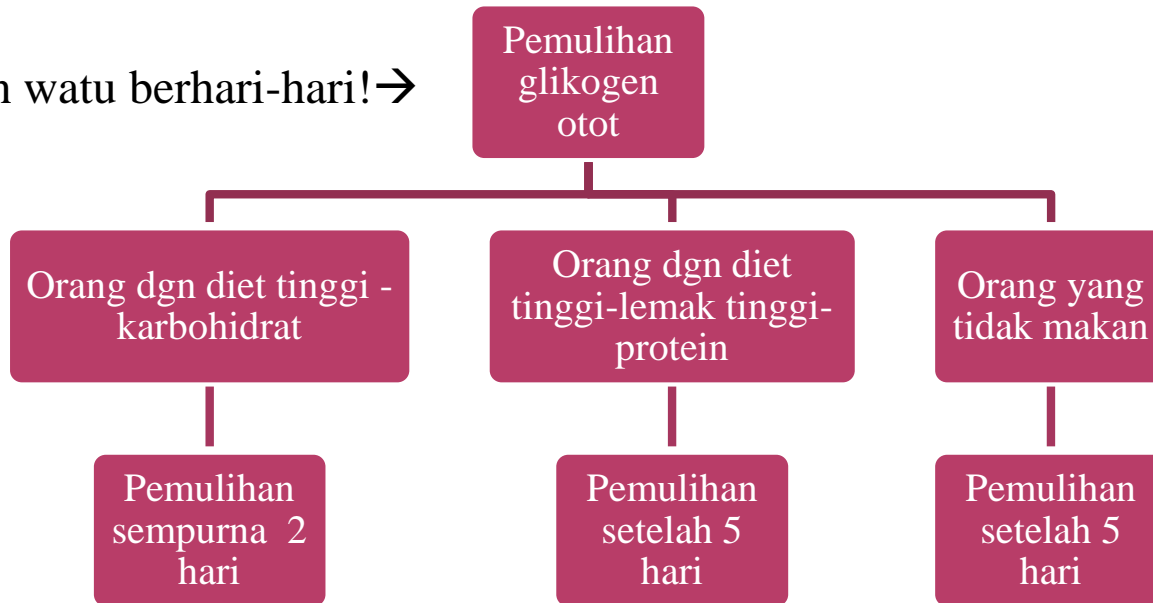 Pemulihan
glikogen
otot
watu berhari-hari!→
Orang dgn diet tinggi -
karbohidrat
Orang dgn diet
tinggi-lemak tinggi-
protein
Orang yang
tidak makan
Pemulihan
sempurna 2
hari
Pemulihan
setelah 5
hari
Pemulihan
setelah 5
hari